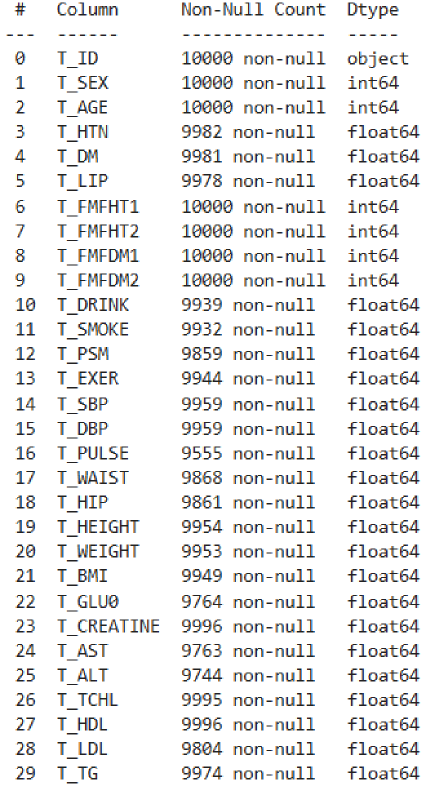 #   Column      Non-Null Count  Dtype
---  ------      --------------  -----
0   T_ID        10000 non-null  object
1   T_SEX       10000 non-null  int64
2   T_AGE       10000 non-null  int64
3   T_HTN       9982 non-null   float64
4   T_DM        9981 non-null   float64
5   T_LIP       9978 non-null   float64
6   T_FMFHT1    10000 non-null  int64
7   T_FMFHT2    10000 non-null  int64
8   T_FMFDM1    10000 non-null  int64
9   T_FMFDM2    10000 non-null  int64
10  T_DRINK     9939 non-null   float64
11  T_SMOKE     9932 non-null   float64
12  T_PSM       9859 non-null   float64
13  T_EXER      9944 non-null   float64
14  T_SBP       9959 non-null   float64
15  T_DBP       9959 non-null   float64
16  T_PULSE     9555 non-null   float64
17  T_WAIST     9868 non-null   float64
18  T_HIP       9861 non-null   float64
19  T_HEIGHT    9954 non-null   float64
20  T_WEIGHT    9953 non-null   float64
21  T_BMI       9949 non-null   float64
22  T_GLU0      9764 non-null   float64
23  T_CREATINE  9996 non-null   float64
24  T_AST       9763 non-null   float64
25  T_ALT       9744 non-null   float64
26  T_TCHL      9995 non-null   float64
27  T_HDL       9996 non-null   float64
28  T_LDL       9804 non-null   float64
29  T_TG        9974 non-null   float64